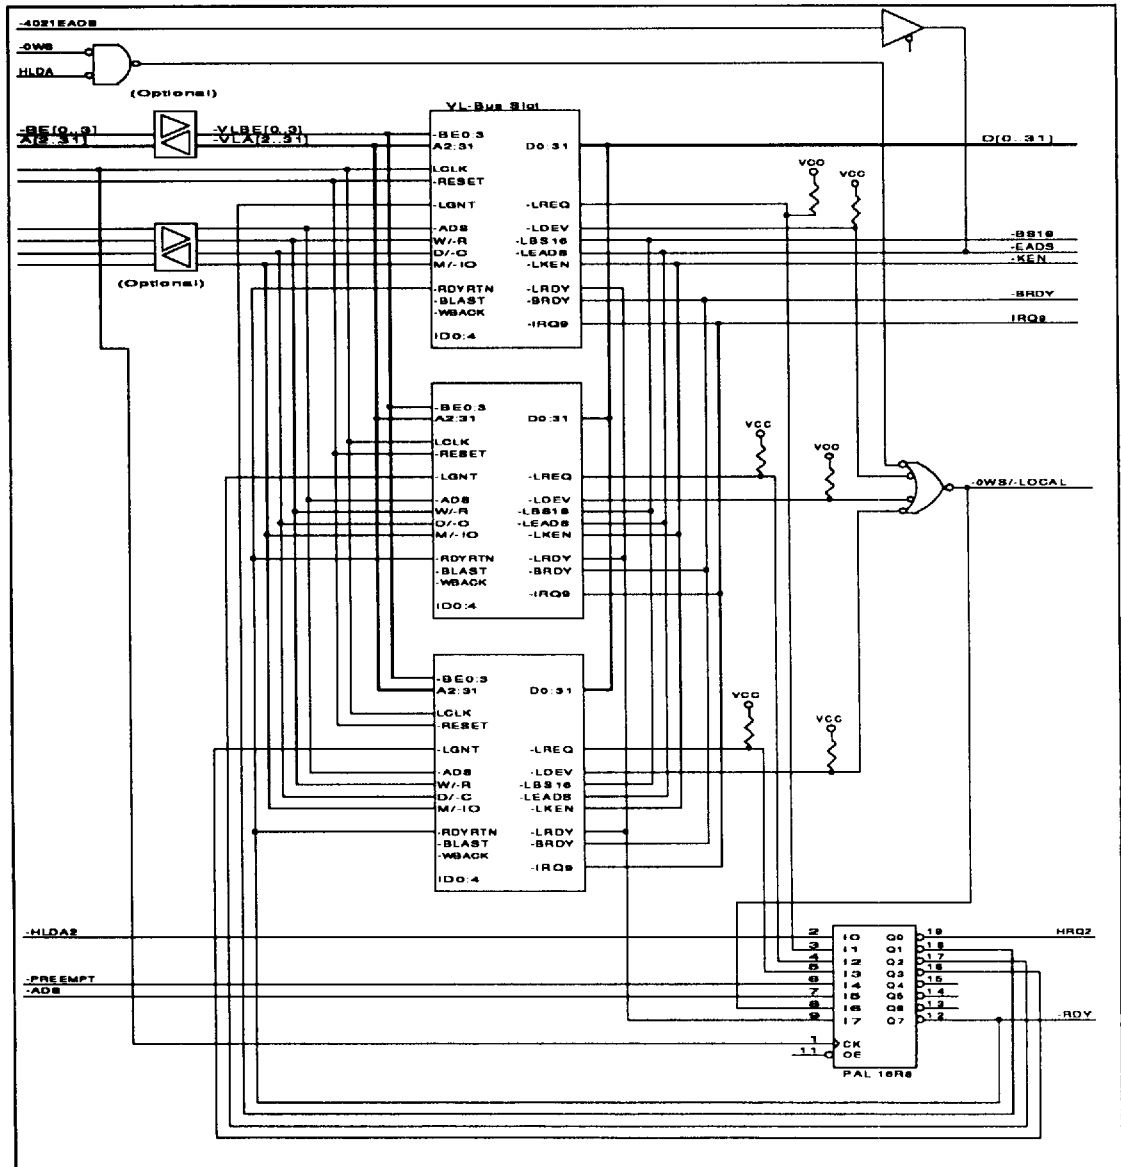 -4021EADS
-0WS
HLDA
(Optional)
-BE[0..3]
A[2..31]
-VLBE[0..3]
-VLA[2..31]
VL-Bus Slot
-BE0:3
A2:31
LCLK
-RESET
-LGNT
-ADS
W/-R
D/-C
M/-IO
-RDYRTN
-BLAST
-WBACK
ID0:4
D0:31
-LREQ
-LDEV
-LBS16
-LEADS
-LKEN
-LRDY
-BRDY
-IRQ9
(Optional)
VCC
VCC
D[0..31]
-BS16
-EADS
-KEN
-BRDY
IRQ9
-BE0:3
A2:31
LCLK
-RESET
-LGNT
-ADS
W/-R
D/-C
M/-IO
-RDYRTN
-BLAST
-WBACK
ID0:4
D0:31
-LREQ
-LDEV
-LBS16
-LEADS
-LKEN
-LRDY
-BRDY
-IRQ9
VCC
VCC
-0WS/-LOCAL
-BE0:3
A2:31
LCLK
-RESET
-LGNT
-ADS
W/-R
D/-C
M/-IO
-RDYRTN
-BLAST
-WBACK
ID0:4
D0:31
-LREQ
-LDEV
-LBS16
-LEADS
-LKEN
-LRDY
-BRDY
-IRQ9
VCC
VCC
-HLDA2
-PREEMPT
-ADS
2 I0 Q0 19
3 I1 Q1 18
4 I2 Q2 17
5 I3 Q3 16
6 I4 Q4 15
7 I5 Q5 14
8 I6 Q6 13
9 I7 Q7 12
1 CK
11 OE
PAL 16R8
HRQ2
-RDY